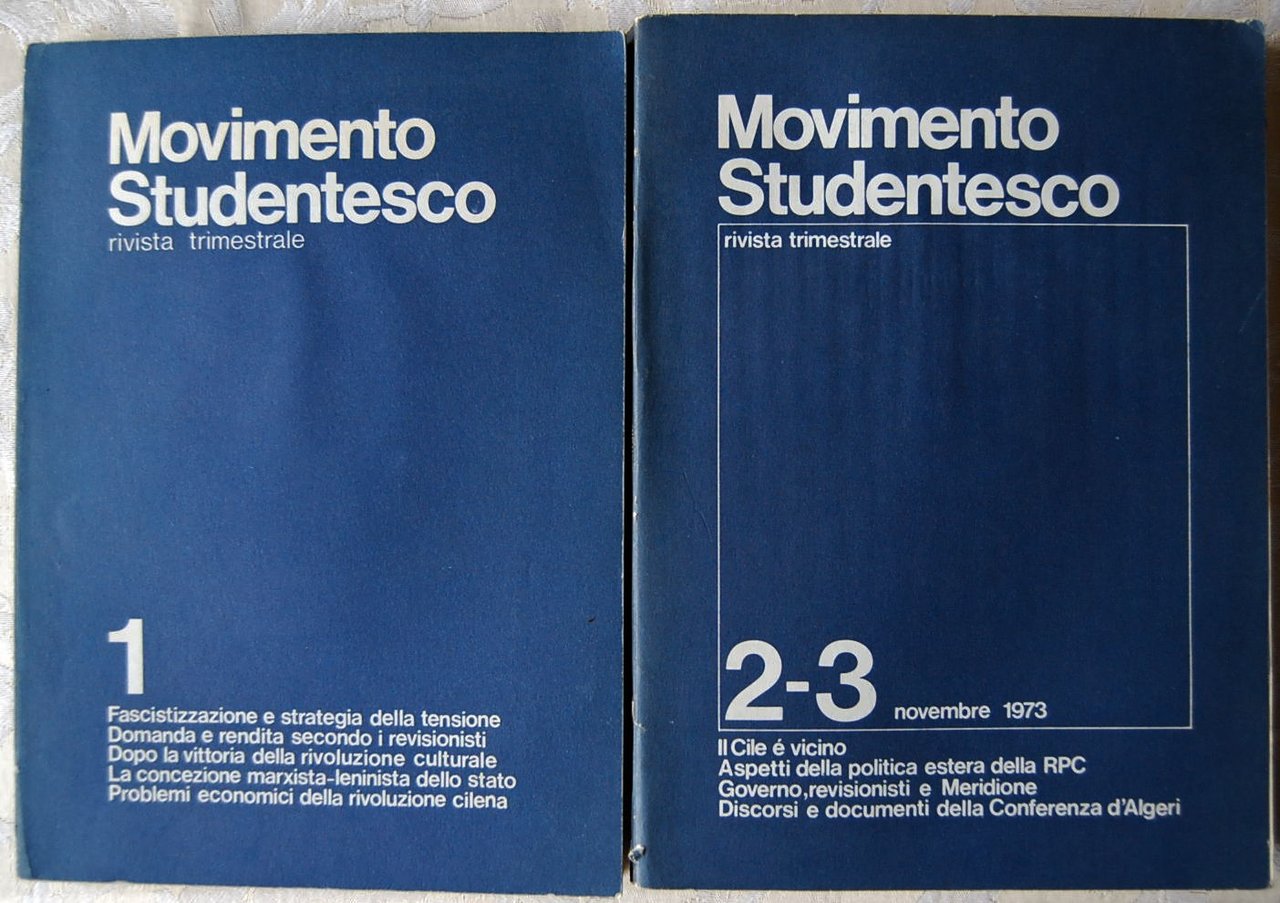 Movimento
Studentesco
rivista trimestrale
1
Fascistizzazione e strategia della tensione
Domanda e rendita secondo i revisionisti
Dopo la vittoria della rivoluzione culturale
La concezione marxista-leninista dello stato
Problemi economici della rivoluzione cilena
Movimento
Studentesco
rivista trimestrale
2-3 novembre 1973
Il Cile é vicino
Aspetti della politica estera della RPC
Governo, revisionisti e Meridione
Discorsi e documenti della Conferenza d'Algeri